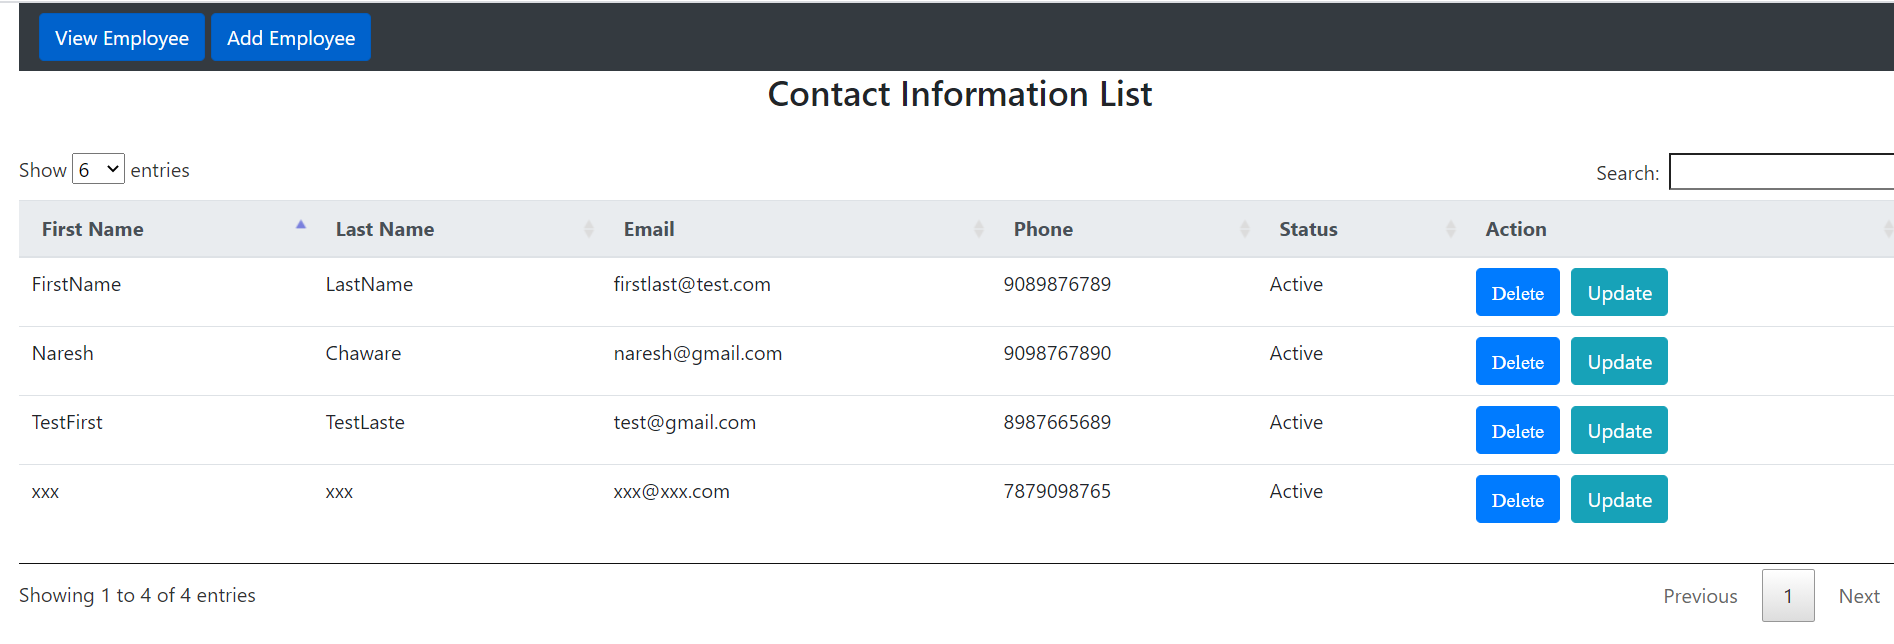 View Employee Add Employee
Contact Information List
Show 6 entries Search:
First Name Last Name Email Phone Status Action
FirstName LastName firstlast@test.com 9089876789 Active Delete Update
Naresh Chaware naresh@gmail.com 9098767890 Active Delete Update
TestFirst TestLaste test@gmail.com 8987665689 Active Delete Update
xxx xxx xxx@xxx.com 7879098765 Active Delete Update
Showing 1 to 4 of 4 entries Previous 1 Next